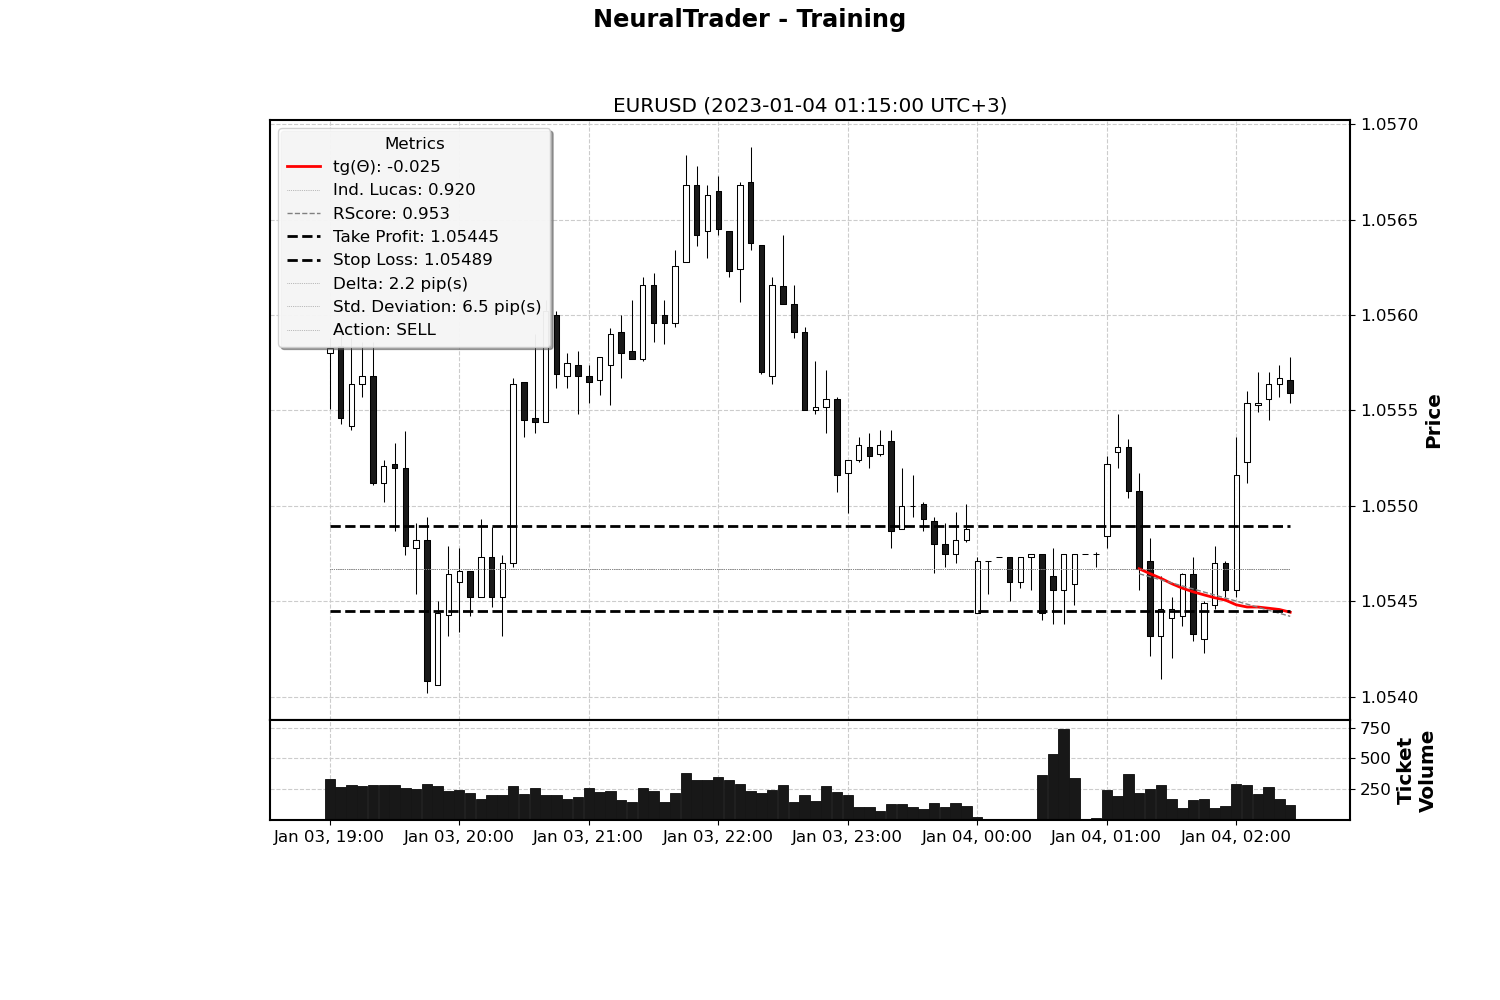 NeuralTrader - Training
EURUSD (2023-01-04 01:15:00 UTC+3)
Metrics
tg(Θ): -0.025
Ind. Lucas: 0.920
RScore: 0.953
Take Profit: 1.05445
Stop Loss: 1.05489
Delta: 2.2 pip(s)
Std. Deviation: 6.5 pip(s)
Action: SELL
1.0570
1.0565
1.0560
1.0555
1.0550
1.0545
1.0540
Price
750
500
250
Ticket
Volume
Jan 03, 19:00
Jan 03, 20:00
Jan 03, 21:00
Jan 03, 22:00
Jan 03, 23:00
Jan 04, 00:00
Jan 04, 01:00
Jan 04, 02:00